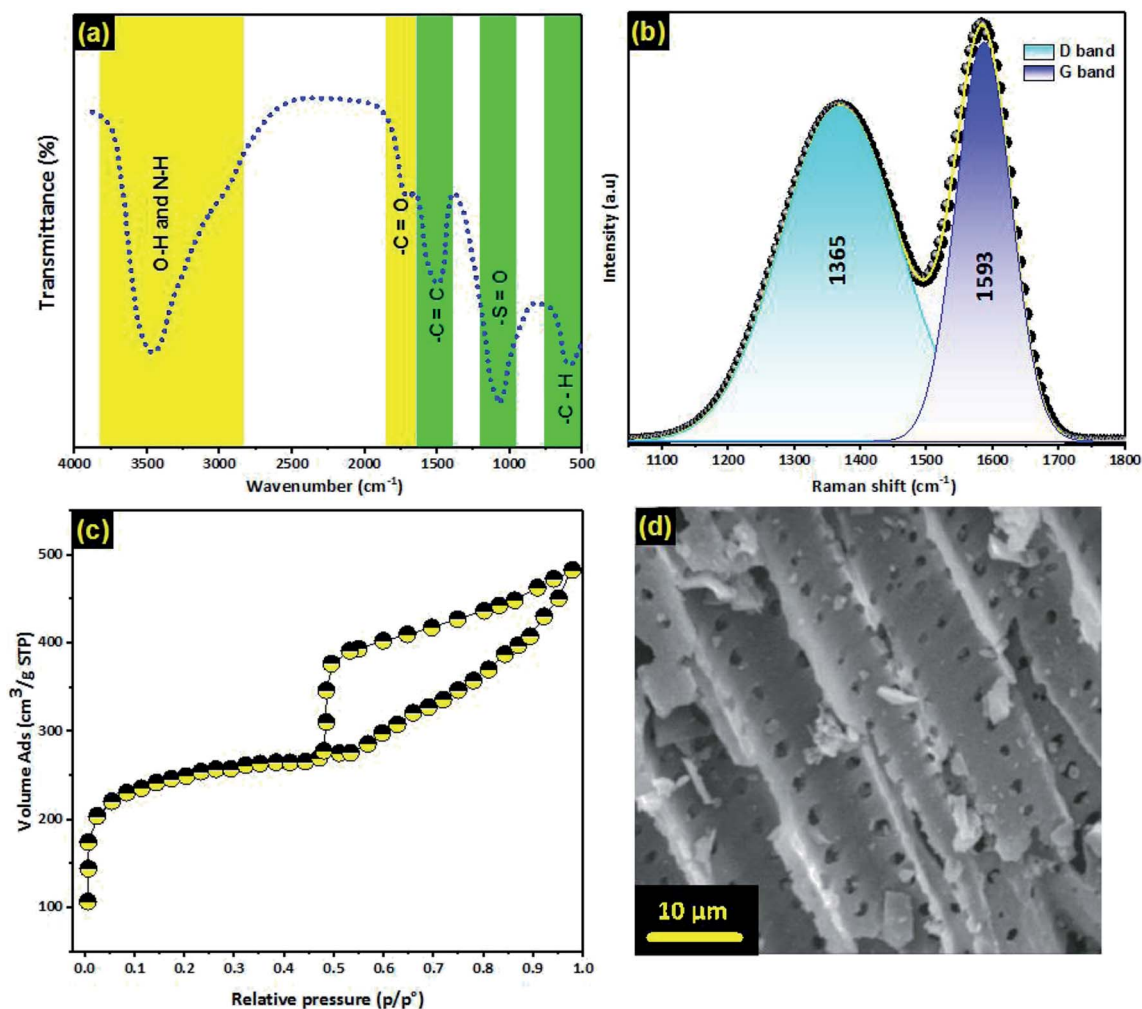 (a)
Transmittance (%)
O-H and N-H
-C = O
-C = C
-S = O
-C - H
4000 3500 3000 2500 2000 1500 1000 500
Wavenumber (cm-1)
(b)
D band
G band
Intensity (a.u)
1365
1593
1100 1200 1300 1400 1500 1600 1700 1800
Raman shift (cm-1)
(c)
Volume Ads (cm3/g STP)
500
400
300
200
100
0.0 0.1 0.2 0.3 0.4 0.5 0.6 0.7 0.8 0.9 1.0
Relative pressure (p/p°)
(d)
10 µm